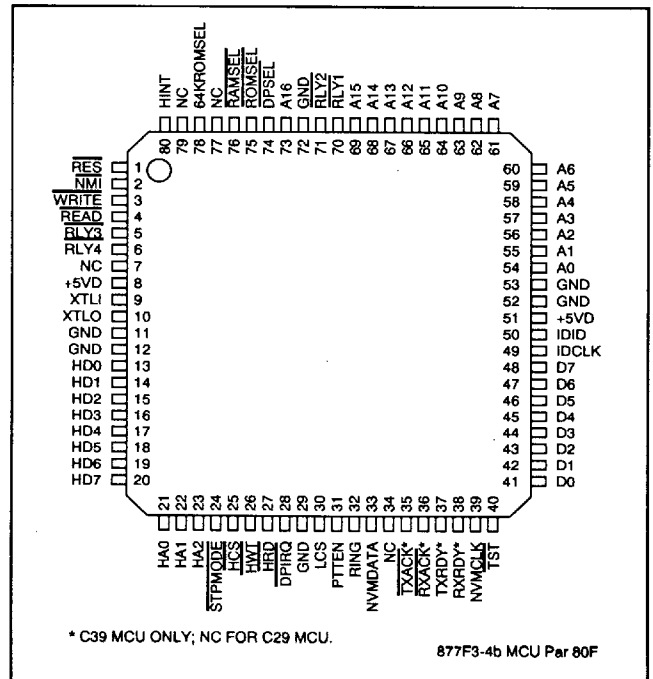 HINT
NC
64KROMSEL
NC
RAMSEL
ROMSEL
DPSEL
A16
GND
RLY2
RLY1
A15
A14
A13
A12
A11
A10
A9
A8
A7
80 79 78 77 76 75 74 73 72 71 70 69 68 67 66 65 64 63 62 61
RES 1
NMI 2
WRITE 3
READ 4
RLY3 5
RLY4 6
NC 7
+5VD 8
XTLI 9
XTLO 10
GND 11
GND 12
HD0 13
HD1 14
HD2 15
HD3 16
HD4 17
HD5 18
HD6 19
HD7 20
60 A6
59 A5
58 A4
57 A3
56 A2
55 A1
54 A0
53 GND
52 GND
51 +5VD
50 IDID
49 IDCLK
48 D7
47 D6
46 D5
45 D4
44 D3
43 D2
42 D1
41 D0
21 22 23 24 25 26 27 28 29 30 31 32 33 34 35 36 37 38 39 40
HA0
HA1
HA2
STPMODE
HCS
HWT
HRD
DPIRQ
GND
LCS
PTTEN
RING
NVMDATA
NC
TXACK*
RXACK*
TXRDY*
RXRDY*
NVMCLK
TST
* C39 MCU ONLY; NC FOR C29 MCU.
877F3-4b MCU Par 80F